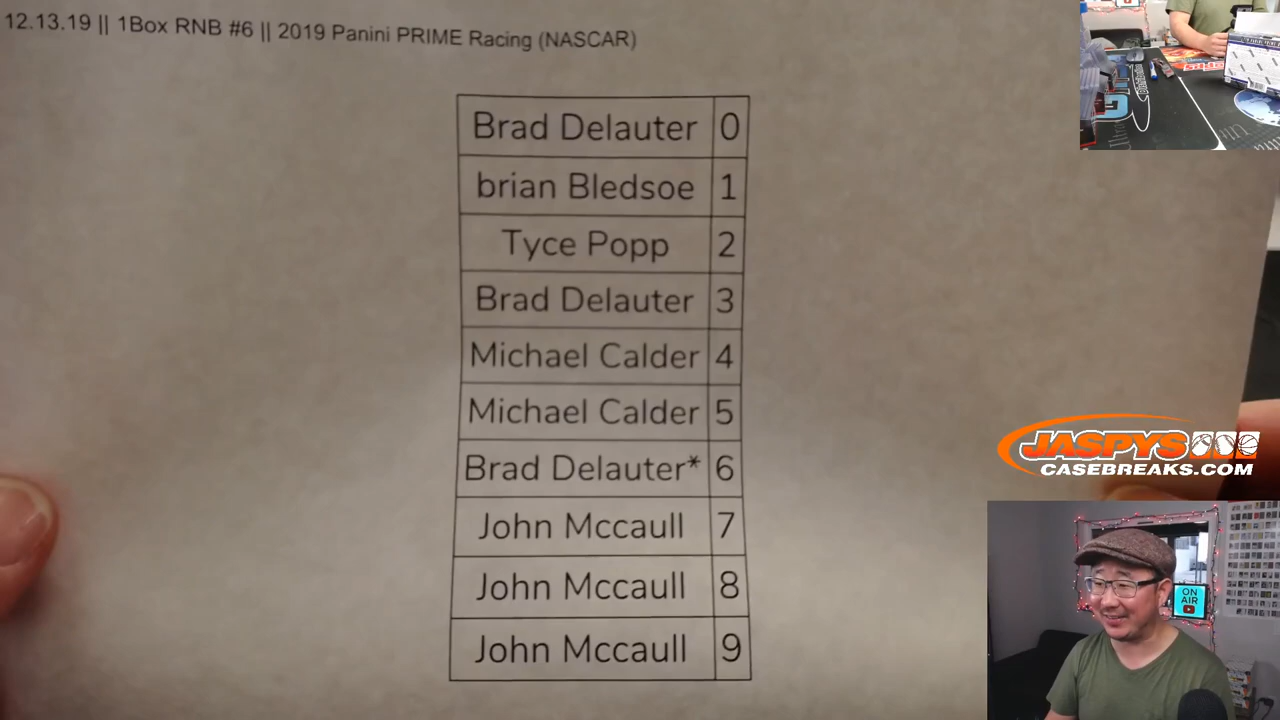 12.13.19 || 1Box RNB #6 || 2019 Panini PRIME Racing (NASCAR)
Brad Delauter 0
brian Bledsoe 1
Tyce Popp 2
Brad Delauter 3
Michael Calder 4
Michael Calder 5
Brad Delauter* 6
John Mccaull 7
John Mccaull 8
John Mccaull 9
JASPYS
CASEBREAKS.COM
ON
AIR